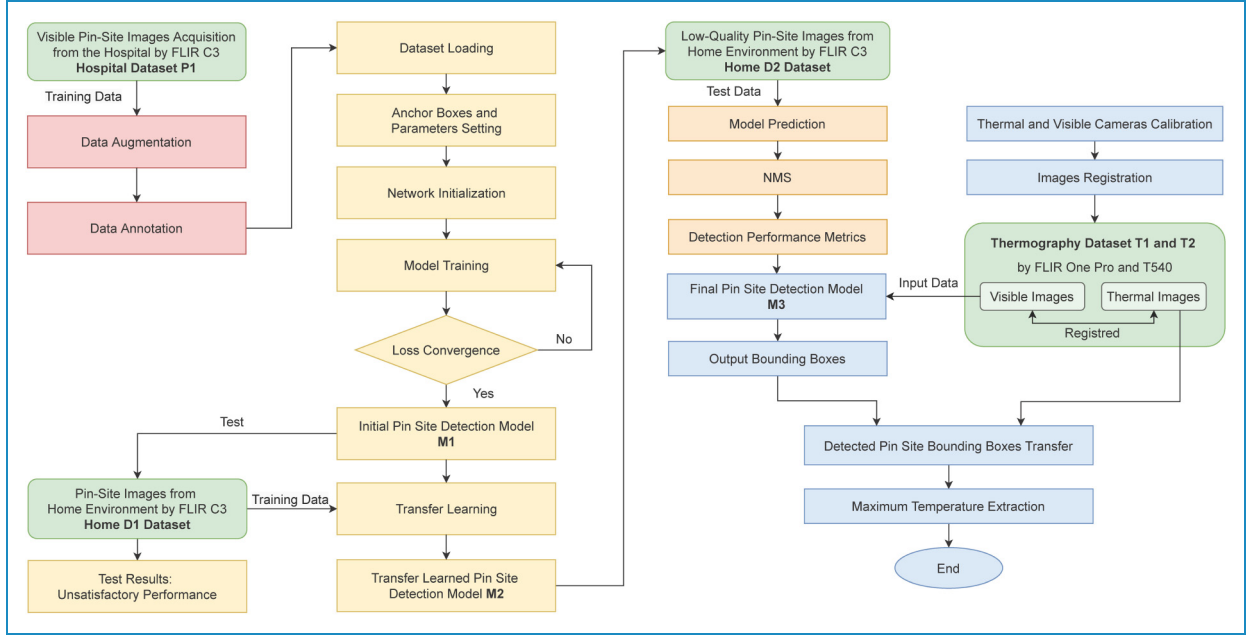 Visible Pin-Site Images Acquisition
from the Hospital by FLIR C3
Hospital Dataset P1
Training Data
Data Augmentation
Data Annotation
Dataset Loading
Anchor Boxes and
Parameters Setting
Network Initialization
Model Training
Loss Convergence
No
Yes
Initial Pin Site Detection Model
M1
Test
Pin-Site Images from
Home Environment by FLIR C3
Home D1 Dataset
Training Data
Test Results:
Unsatisfactory Performance
Transfer Learning
Transfer Learned Pin Site
Detection Model M2
Low-Quality Pin-Site Images from
Home Environment by FLIR C3
Home D2 Dataset
Test Data
Model Prediction
NMS
Detection Performance Metrics
Final Pin Site Detection Model
M3
Output Bounding Boxes
Thermal and Visible Cameras Calibration
Images Registration
Thermography Dataset T1 and T2
by FLIR One Pro and T540
Input Data
Visible Images
Thermal Images
Registred
Detected Pin Site Bounding Boxes Transfer
Maximum Temperature Extraction
End